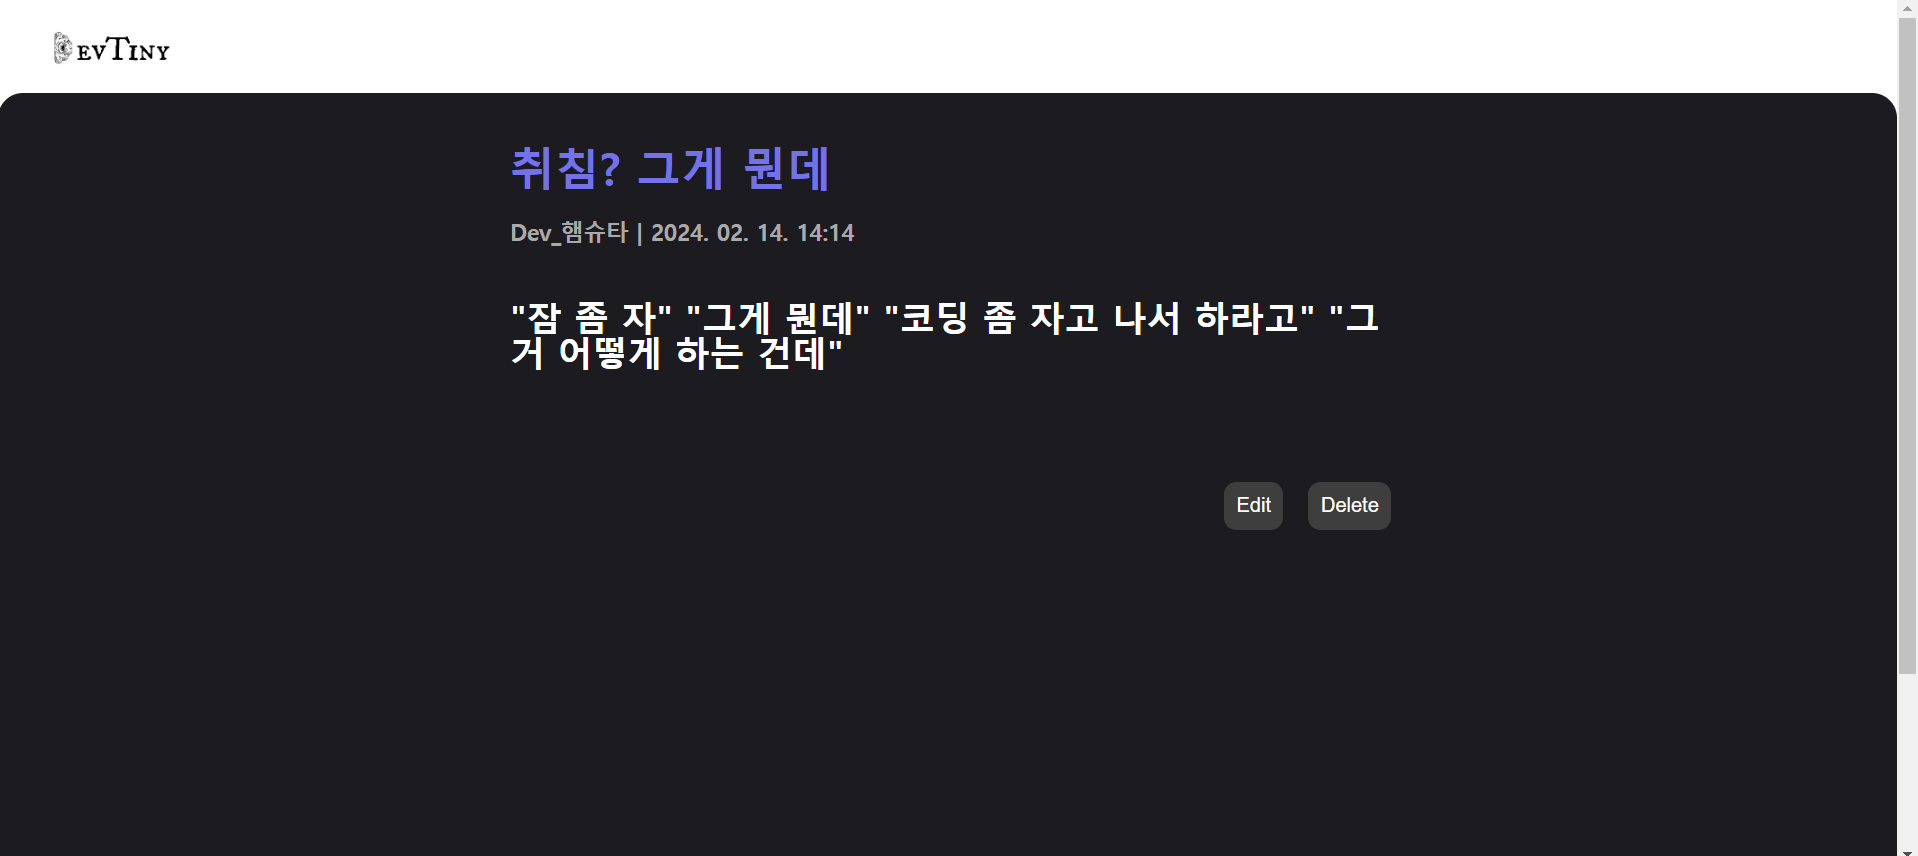 DevTiny
취침? 그게 뭔데
Dev_햄슈타 | 2024. 02. 14. 14:14
"잠 좀 자" "그게 뭔데" "코딩 좀 자고 나서 하라고" "그
거 어떻게 하는 건데"
Edit Delete